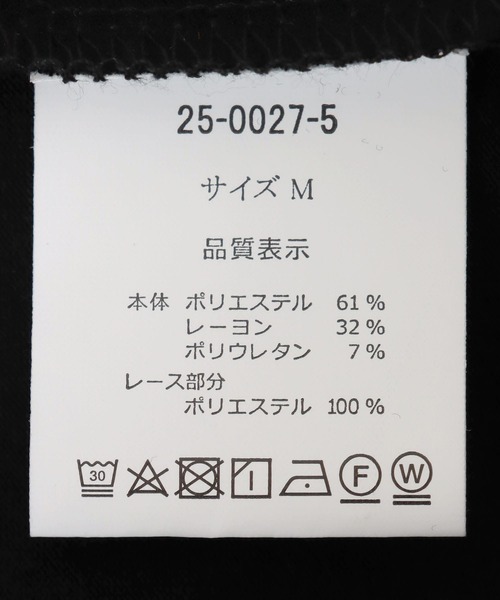 25-0027-5
サイズ M
品質表示
本体 ポリエステル 61 %
レーヨン 32 %
ポリウレタン 7 %
レース部分
ポリエステル 100 %
30 F W